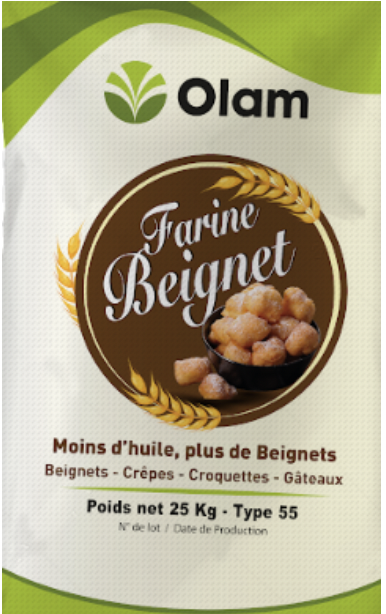 Olam
Farine
Beignet
Moins d'huile, plus de Beignets
Beignets - Crêpes - Croquettes - Gâteaux
Poids net 25 Kg - Type 55
N° de lot / Date de Production